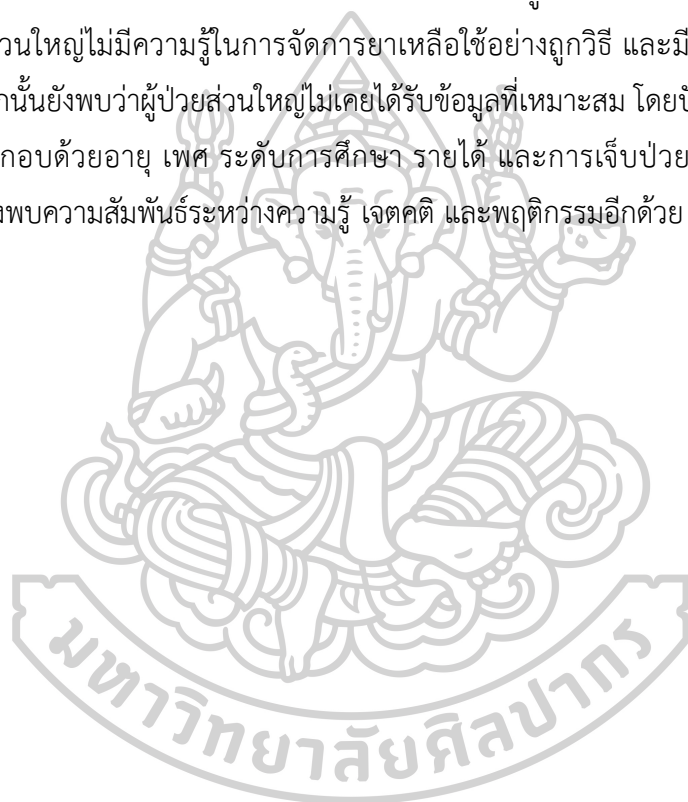 ส่วนใหญ่ไม่มีความรู้ในการจัดการยาเหลือใช้อย่างถูกวิธี และมี
นั้นยังพบว่าผู้ป่วยส่วนใหญ่ไม่เคยได้รับข้อมูลที่เหมาะสม
กอบด้วยอายุ เพศ ระดับการศึกษา รายได้ และการเจ็บป่วย
พบความสัมพันธ์ระหว่างความรู้ เจตคติ และพฤติกรรมอีกด้วย
มหาวิทยาลัยศิลปากร